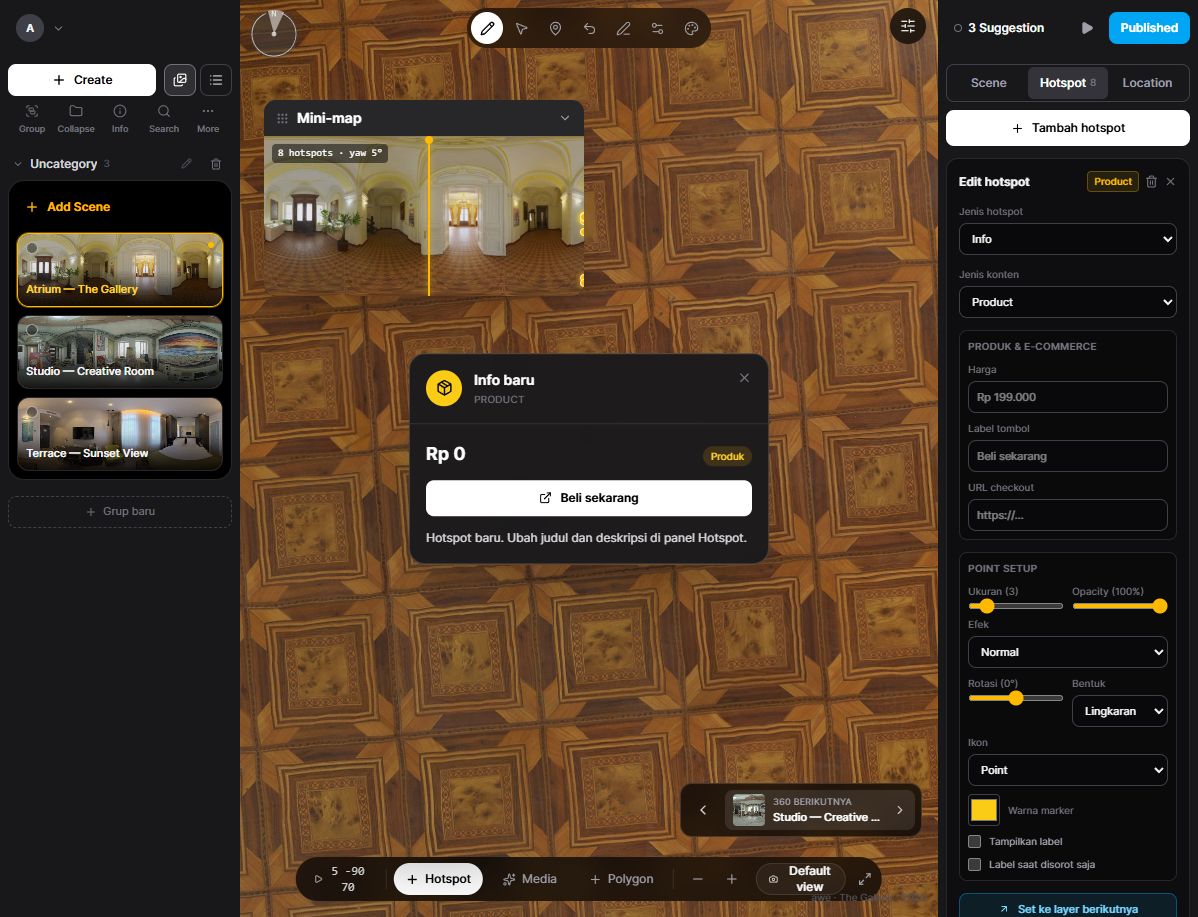 A
Create
Group
Collapse
Info
Search
More
Uncategory 3
Add Scene
Atrium — The Gallery
Studio — Creative Room
Terrace — Sunset View
Grup baru
N
Mini-map
8 hotspots · yaw 5°
Info baru
PRODUCT
Rp 0
Produk
Beli sekarang
Hotspot baru. Ubah judul dan deskripsi di panel Hotspot.
360 BERIKUTNYA
Studio — Creative ...
5 -90
70
Hotspot
Media
Polygon
Default
view
3 Suggestion
Published
Scene
Hotspot 8
Location
Tambah hotspot
Edit hotspot
Product
Jenis hotspot
Info
Jenis konten
Product
PRODUK & E-COMMERCE
Harga
Rp 199.000
Label tombol
Beli sekarang
URL checkout
https://...
POINT SETUP
Ukuran (3)
Opacity (100%)
Efek
Normal
Rotasi (0°)
Bentuk
Lingkaran
Ikon
Point
Warna marker
Tampilkan label
Label saat disorot saja
Set ke layer berikutnya